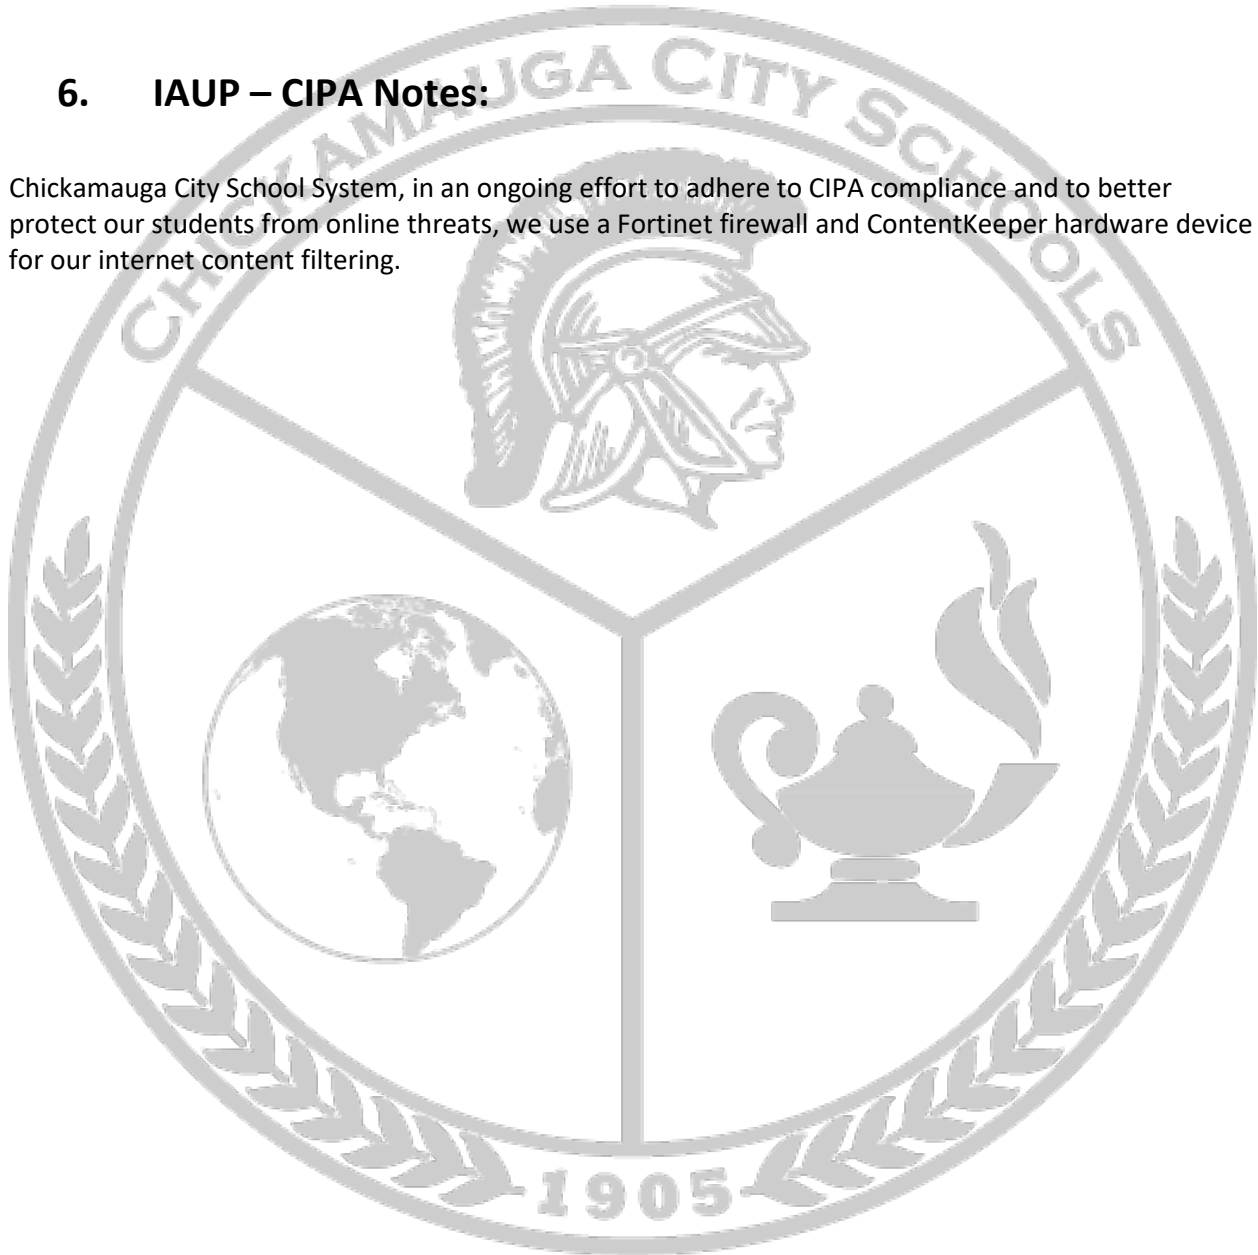 6. IAUP – CIPA Notes:
Chickamauga City School System, in an ongoing effort to adhere to CIPA compliance and to better
protect our students from online threats, we use a Fortinet firewall and ContentKeeper hardware device
for our internet content filtering.
CHICKAMAUGA CITY SCHOOLS
1905